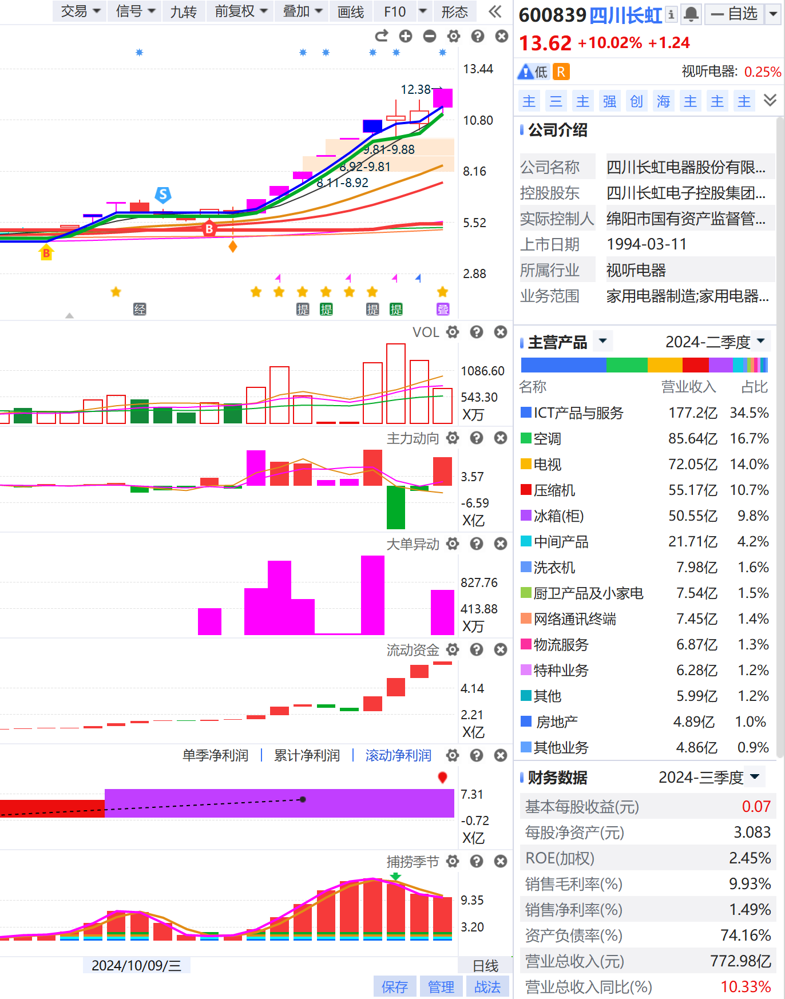 交易 信号 九转 前复权 叠加 画线 F10 形态
12.38
13.44
10.80
8.16
5.52
2.88
9.81-9.88
8.92-9.81
8.11-8.92
S
B
B
经 提 提 提 提 叠
VOL
1086.60
543.30
X万
主力动向
3.57
-6.59
X亿
大单异动
827.76
413.88
X万
流动资金
4.14
2.21
X亿
单季净利润 累计净利润 滚动净利润
7.31
-0.72
X亿
捕捞季节
9.35
3.20
2024/10/09/三 日线
保存 管理 战法
600839 四川长虹 i 自选
13.62 +10.02% +1.24
低 R 视听电器: 0.25%
主 三 主 强 创 海 主 主 主
公司介绍
公司名称 四川长虹电器股份有限...
控股股东 四川长虹电子控股集团...
实际控制人 绵阳市国有资产监督管...
上市日期 1994-03-11
所属行业 视听电器
业务范围 家用电器制造;家用电器...
主营产品 2024-二季度
名称 营业收入 占比
ICT产品与服务 177.2亿 34.5%
空调 85.64亿 16.7%
电视 72.05亿 14.0%
压缩机 55.17亿 10.7%
冰箱(柜) 50.55亿 9.8%
中间产品 21.71亿 4.2%
洗衣机 7.98亿 1.6%
厨卫产品及小家电 7.54亿 1.5%
网络通讯终端 7.45亿 1.4%
物流服务 6.87亿 1.3%
特种业务 6.28亿 1.2%
其他 5.99亿 1.2%
房地产 4.89亿 1.0%
其他业务 4.86亿 0.9%
财务数据 2024-三季度
基本每股收益(元) 0.07
每股净资产(元) 3.083
ROE(加权) 2.45%
销售毛利率(%) 9.93%
销售净利率(%) 1.49%
资产负债率(%) 74.16%
营业总收入(元) 772.98亿
营业总收入同比(%) 10.33%